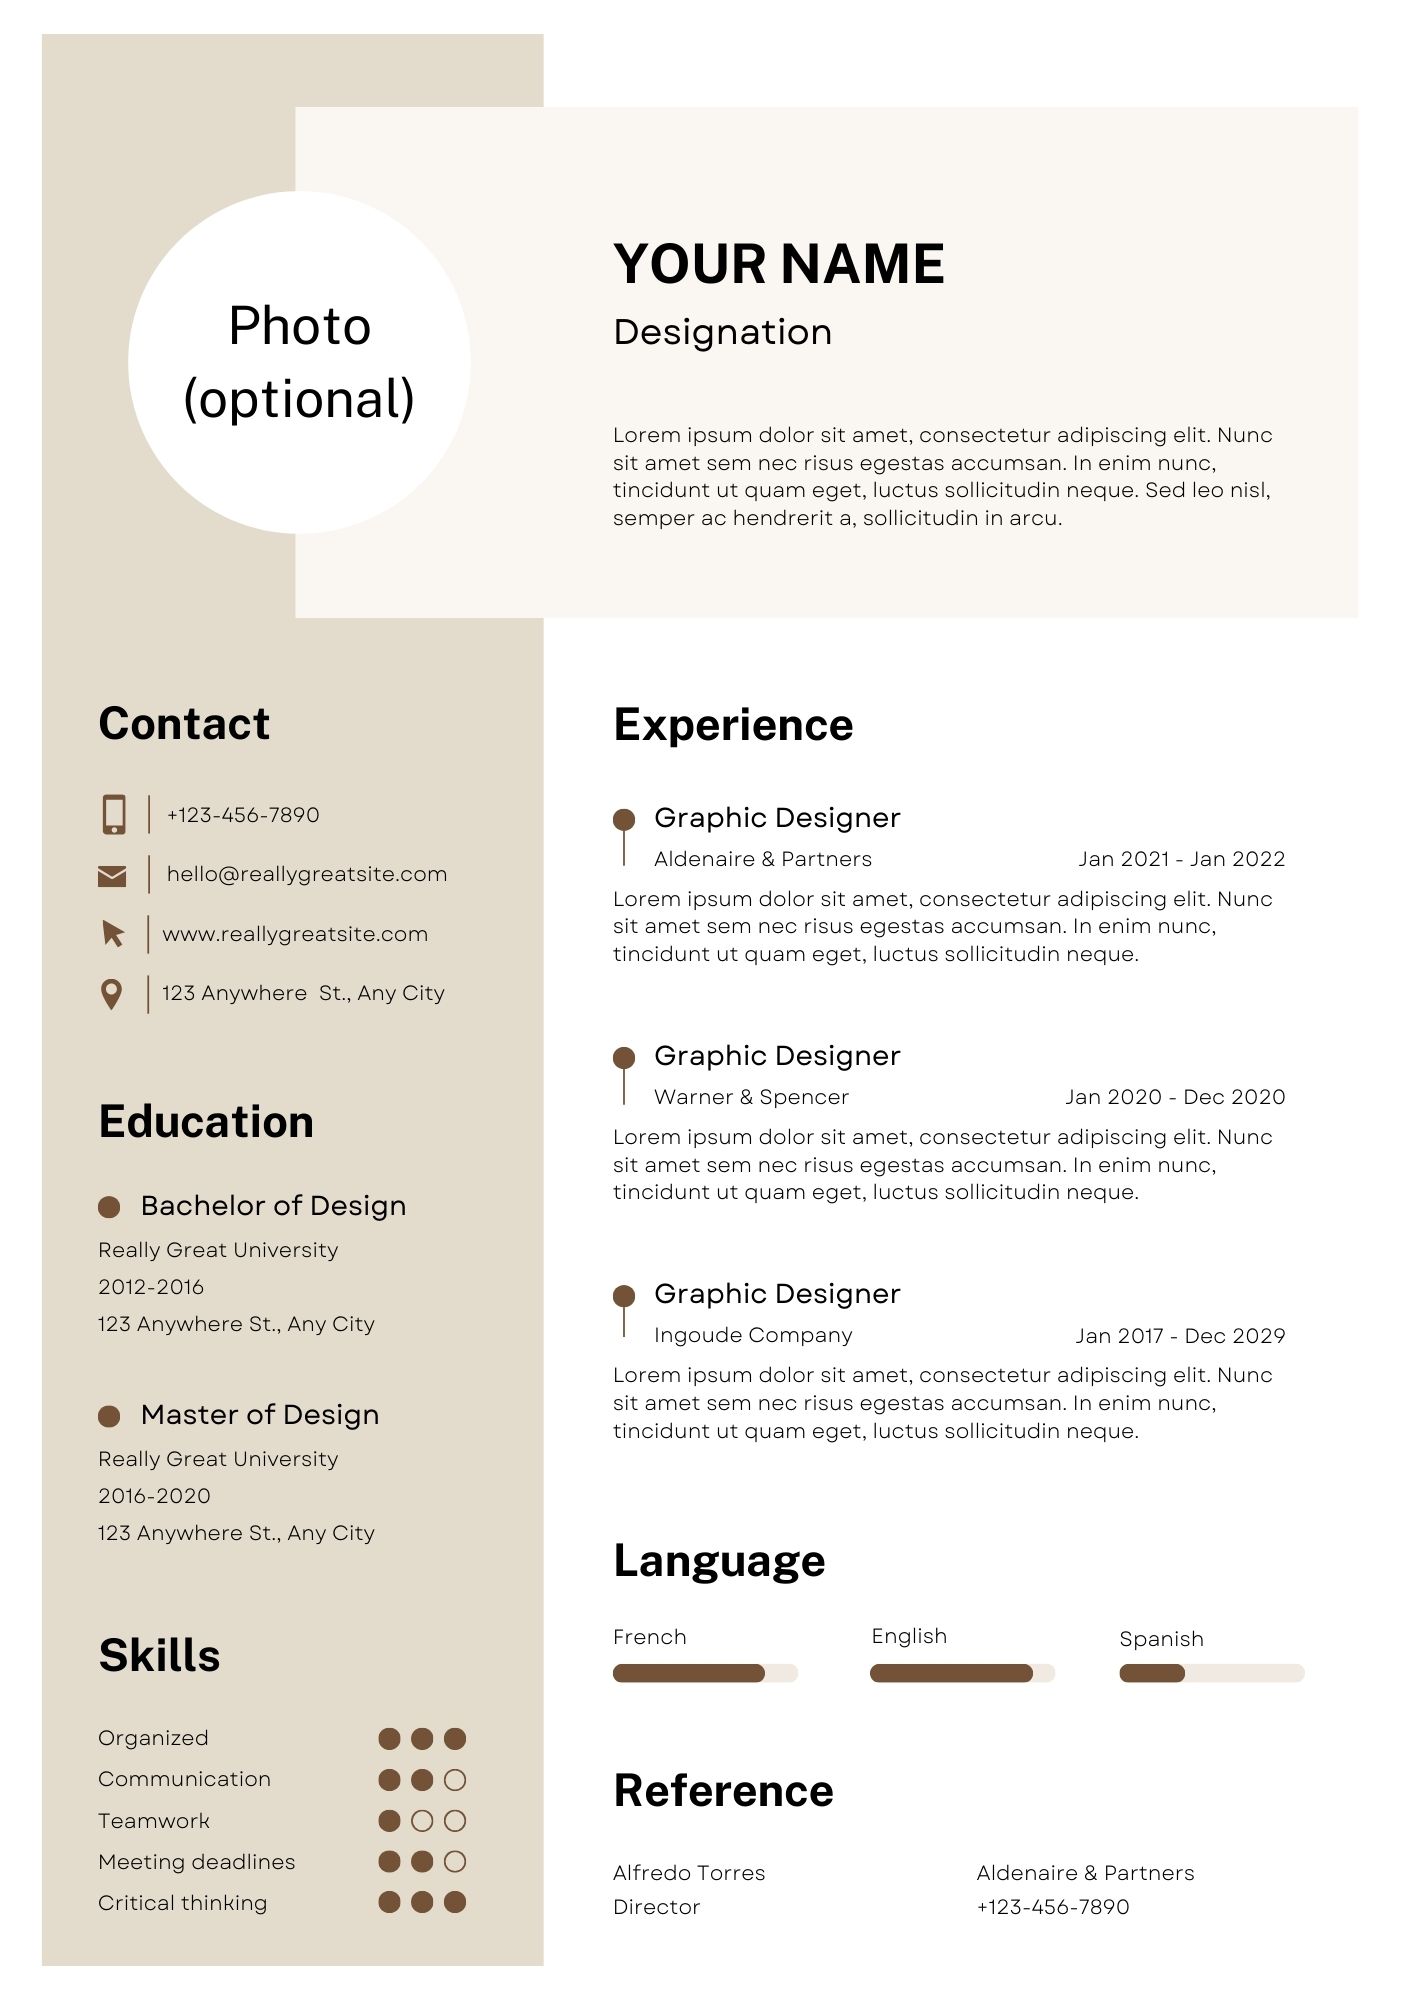 Photo
(optional)
YOUR NAME
Designation
Lorem ipsum dolor sit amet, consectetur adipiscing elit. Nunc
sit amet sem nec risus egestas accumsan. In enim nunc,
tincidunt ut quam eget, luctus sollicitudin neque. Sed leo nisl,
semper ac hendrerit a, sollicitudin in arcu.
Contact
+123-456-7890
hello@reallygreatsite.com
www.reallygreatsite.com
123 Anywhere  St., Any City
Education
Bachelor of Design
Really Great University
2012-2016
123 Anywhere St., Any City
Master of Design
Really Great University
2016-2020
123 Anywhere St., Any City
Skills
Organized
Communication
Teamwork
Meeting deadlines
Critical thinking
Experience
Graphic Designer
Aldenaire & Partners Jan 2021 - Jan 2022
Lorem ipsum dolor sit amet, consectetur adipiscing elit. Nunc
sit amet sem nec risus egestas accumsan. In enim nunc,
tincidunt ut quam eget, luctus sollicitudin neque.
Graphic Designer
Warner & Spencer Jan 2020 - Dec 2020
Lorem ipsum dolor sit amet, consectetur adipiscing elit. Nunc
sit amet sem nec risus egestas accumsan. In enim nunc,
tincidunt ut quam eget, luctus sollicitudin neque.
Graphic Designer
Ingoude Company Jan 2017 - Dec 2029
Lorem ipsum dolor sit amet, consectetur adipiscing elit. Nunc
sit amet sem nec risus egestas accumsan. In enim nunc,
tincidunt ut quam eget, luctus sollicitudin neque.
Language
French English Spanish
Reference
Alfredo Torres Aldenaire & Partners
Director +123-456-7890